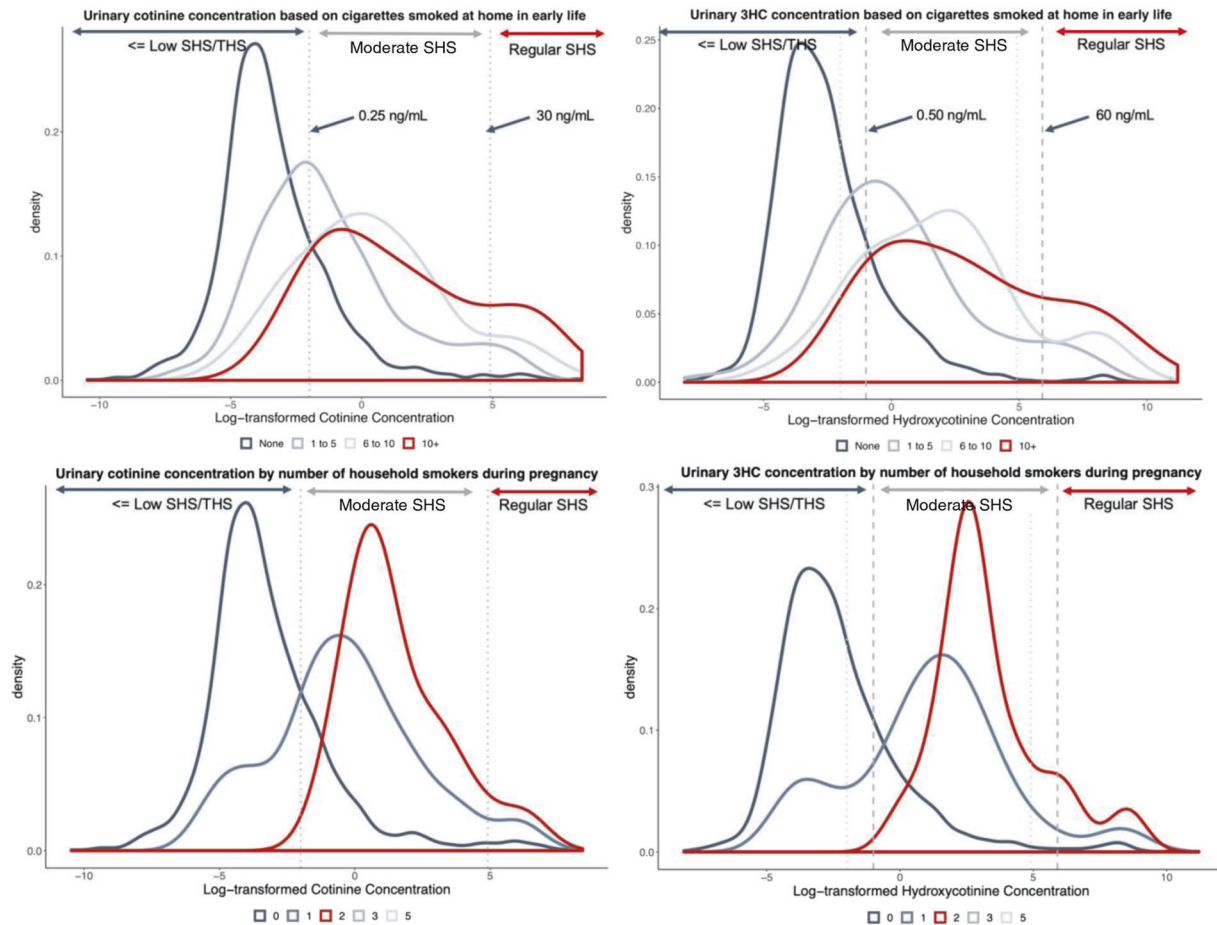 Urinary cotinine concentration based on cigarettes smoked at home in early life
<= Low SHS/THS
Moderate SHS
Regular SHS
0.25 ng/mL
30 ng/mL
0.2
0.1
0.0
density
-10
-5
0
5
Log-transformed Cotinine Concentration
None 1 to 5 6 to 10 10+
Urinary 3HC concentration based on cigarettes smoked at home in early life
<= Low SHS/THS
Moderate SHS
Regular SHS
0.50 ng/mL
60 ng/mL
0.25
0.20
0.15
0.10
0.05
0.00
density
-5
0
5
10
Log-transformed Hydroxycotinine Concentration
None 1 to 5 6 to 10 10+
Urinary cotinine concentration by number of household smokers during pregnancy
<= Low SHS/THS
Moderate SHS
Regular SHS
0.2
0.1
0.0
density
-10
-5
0
5
Log-transformed Cotinine Concentration
0 1 2 3 5
Urinary 3HC concentration by number of household smokers during pregnancy
<= Low SHS/THS
Moderate SHS
Regular SHS
0.3
0.2
0.1
0.0
density
-5
0
5
10
Log-transformed Hydroxycotinine Concentration
0 1 2 3 5